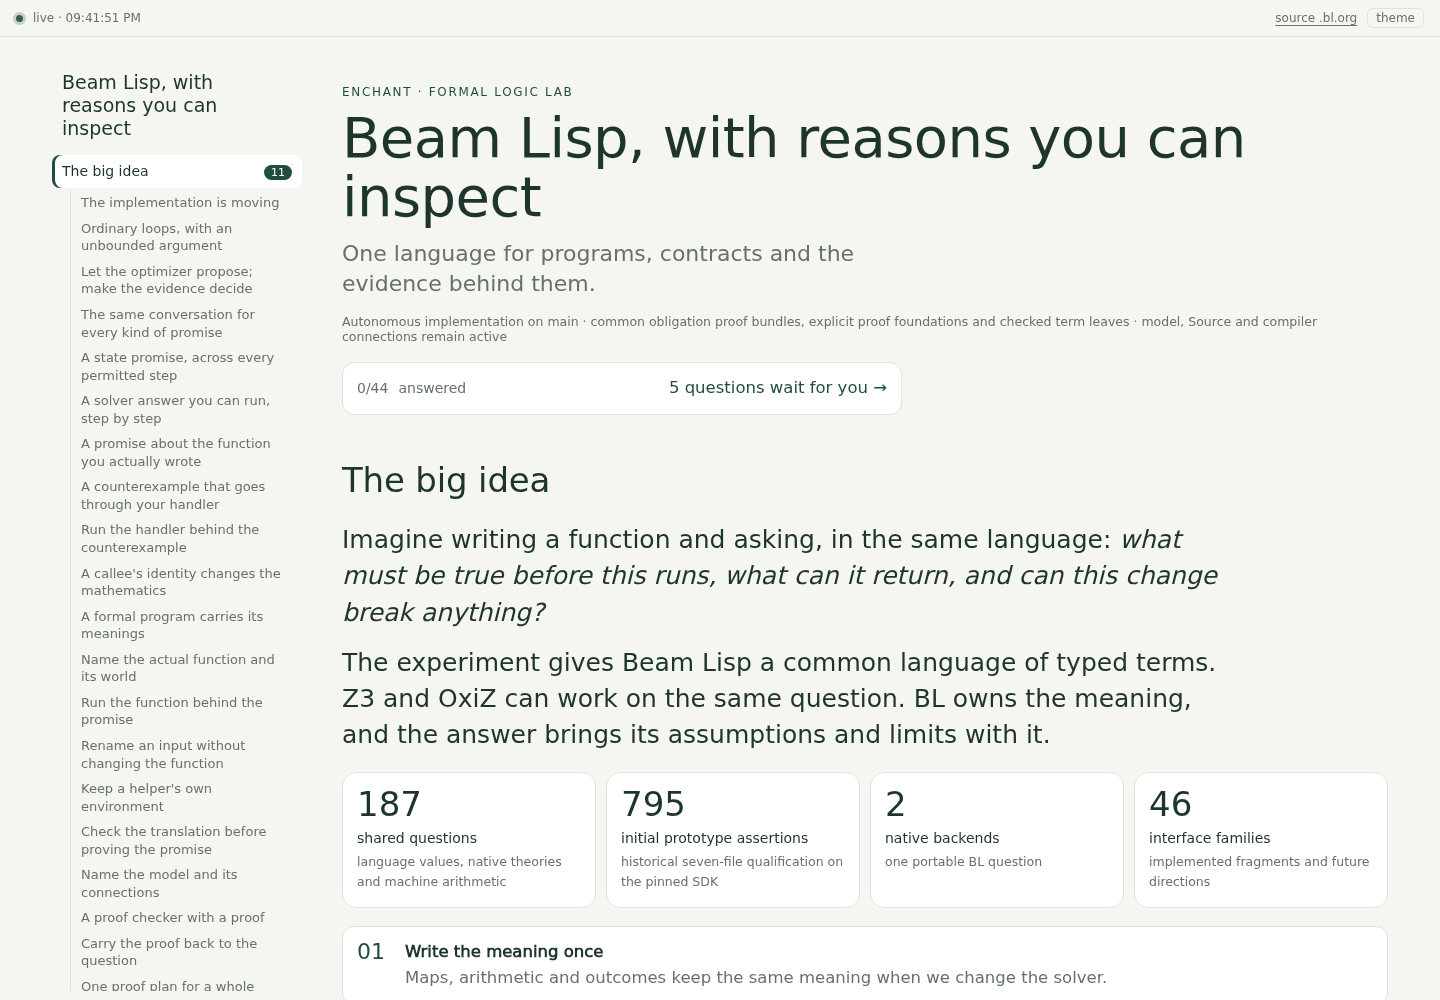 live · 09:41:51 PM
source .bl.org
theme
Beam Lisp, with
reasons you can
inspect
The big idea
11
The implementation is moving
Ordinary loops, with an
unbounded argument
Let the optimizer propose;
make the evidence decide
The same conversation for
every kind of promise
A state promise, across every
permitted step
A solver answer you can run,
step by step
A promise about the function
you actually wrote
A counterexample that goes
through your handler
Run the handler behind the
counterexample
A callee's identity changes the
mathematics
A formal program carries its
meanings
Name the actual function and
its world
Run the function behind the
promise
Rename an input without
changing the function
Keep a helper's own
environment
Check the translation before
proving the promise
Name the model and its
connections
A proof checker with a proof
Carry the proof back to the
question
One proof plan for a whole
ENCHANT · FORMAL LOGIC LAB
Beam Lisp, with reasons you can
inspect
One language for programs, contracts and the
evidence behind them.
Autonomous implementation on main · common obligation proof bundles, explicit proof foundations and checked term leaves · model, Source and compiler
connections remain active
0/44 answered
5 questions wait for you →
The big idea
Imagine writing a function and asking, in the same language: what
must be true before this runs, what can it return, and can this change
break anything?
The experiment gives Beam Lisp a common language of typed terms.
Z3 and OxiZ can work on the same question. BL owns the meaning,
and the answer brings its assumptions and limits with it.
187
shared questions
language values, native theories
and machine arithmetic
795
initial prototype assertions
historical seven-file qualification on
the pinned SDK
2
native backends
one portable BL question
46
interface families
implemented fragments and future
directions
01
Write the meaning once
Maps, arithmetic and outcomes keep the same meaning when we change the solver.